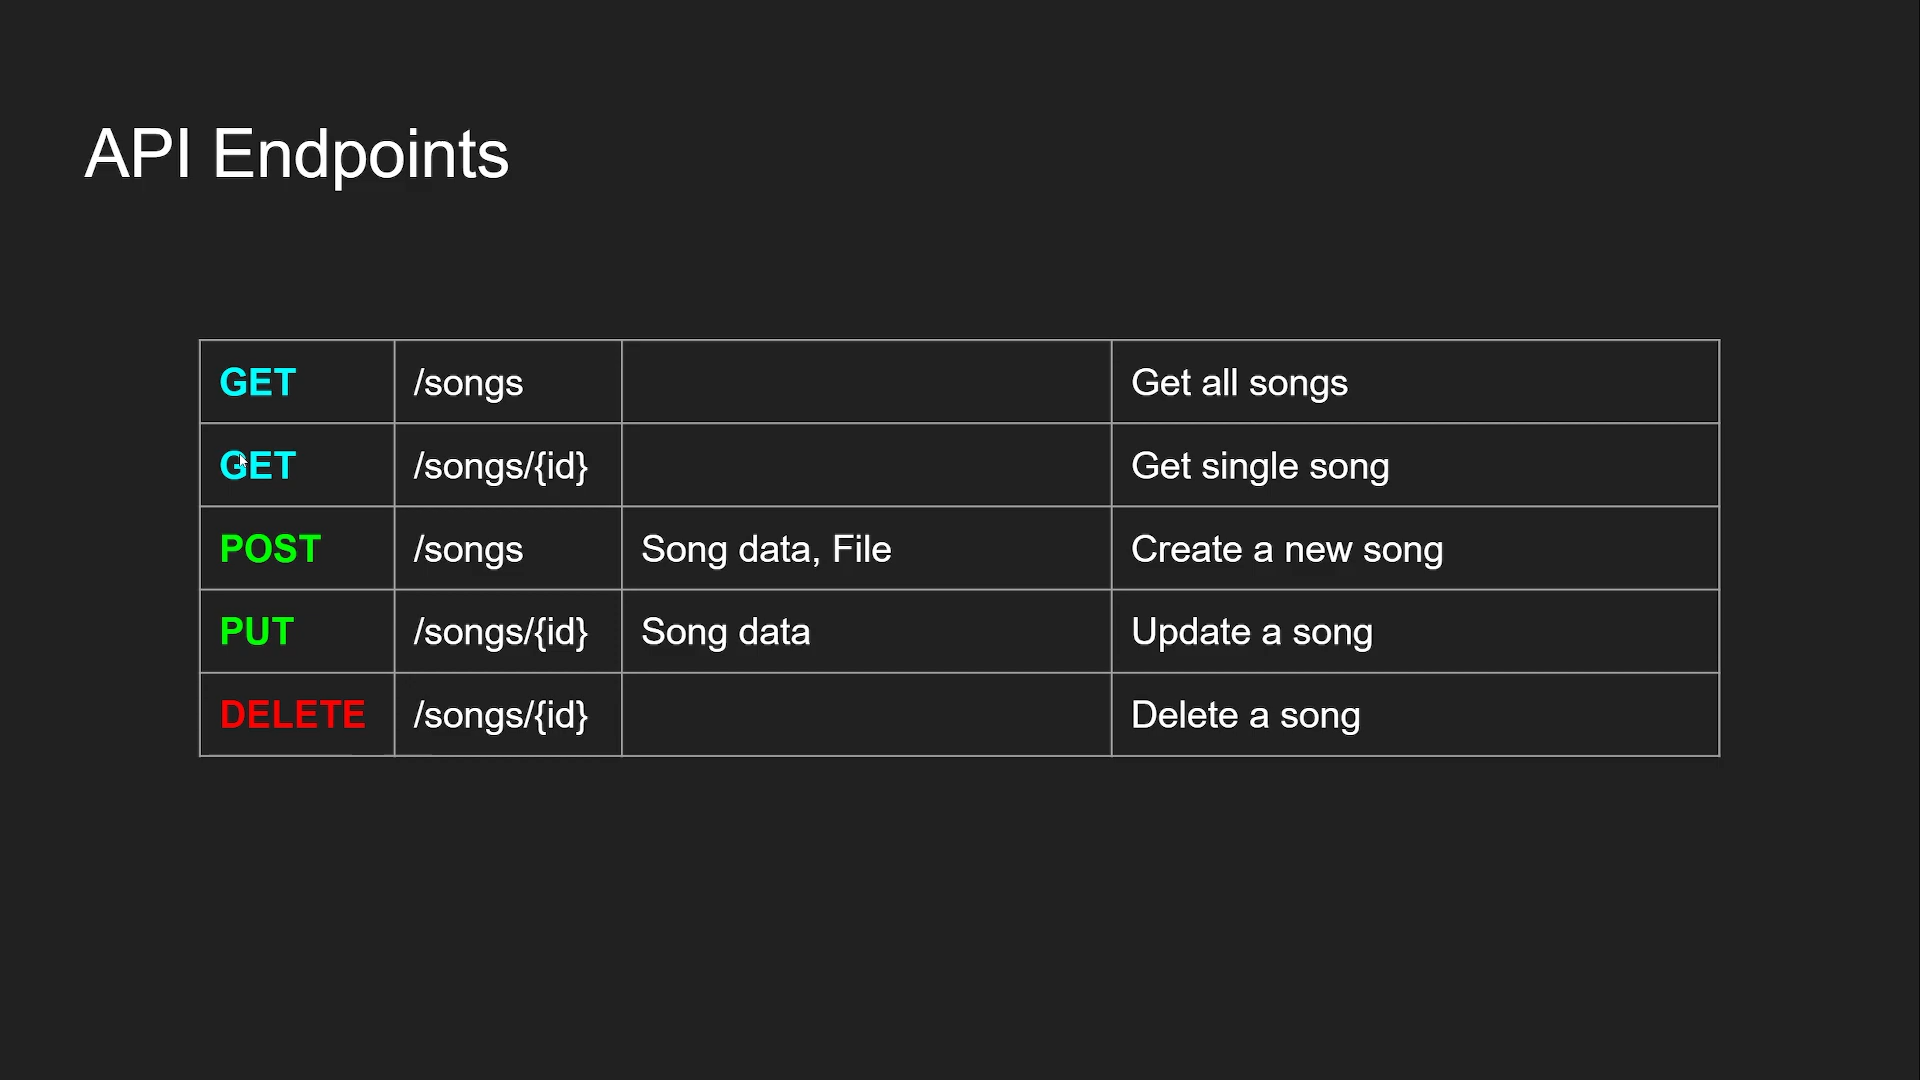 API Endpoints
GET /songs Get all songs
GET /songs/{id} Get single song
POST /songs Song data, File Create a new song
PUT /songs/{id} Song data Update a song
DELETE /songs/{id} Delete a song